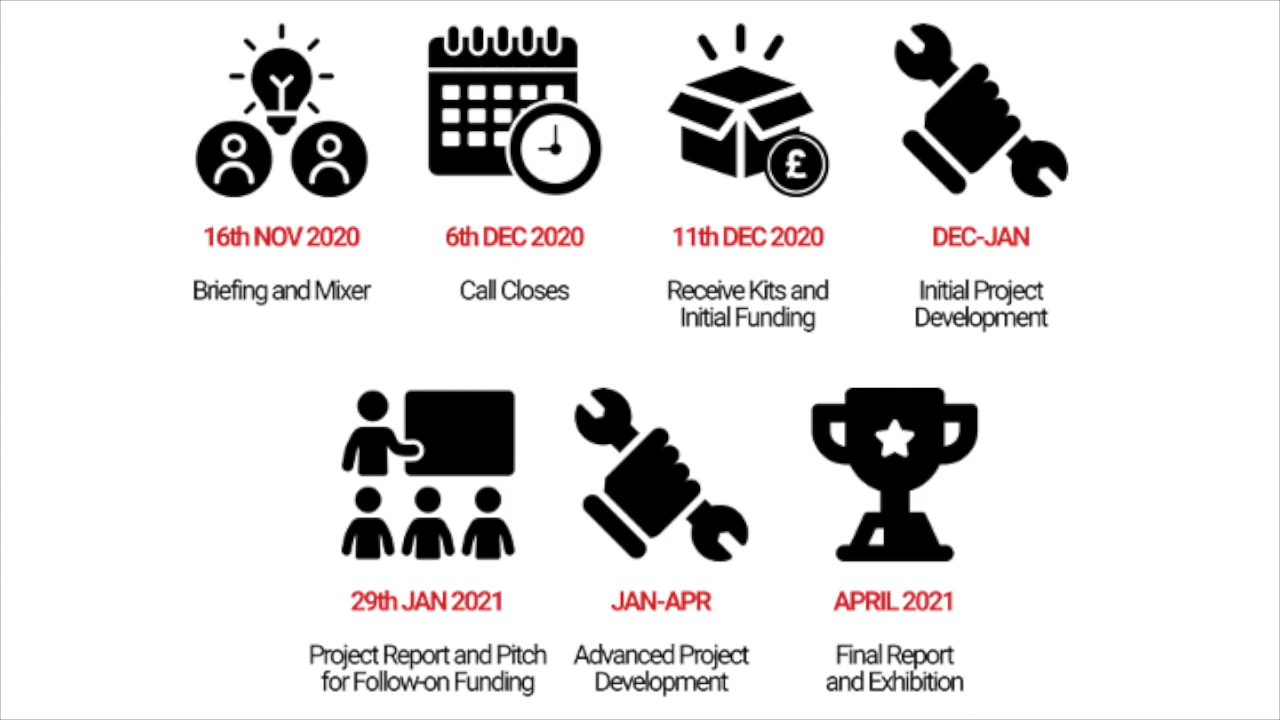 £
16th NOV 2020
6th DEC 2020
11th DEC 2020
DEC-JAN
Briefing and Mixer
Call Closes
Receive Kits and
Initial Funding
Initial Project
Development
29th JAN 2021
JAN-APR
APRIL 2021
Project Report and Pitch
for Follow-on Funding
Advanced Project
Development
Final Report
and Exhibition